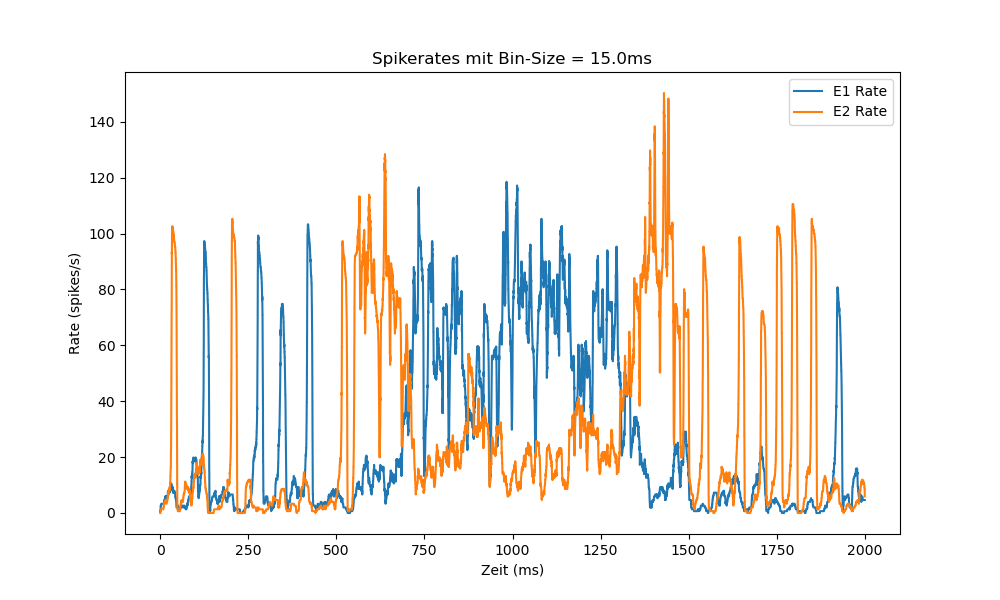 Spikerates mit Bin-Size = 15.0ms
E1 Rate
E2 Rate
Rate (spikes/s)
140
120
100
80
60
40
20
0
0 250 500 750 1000 1250 1500 1750 2000
Zeit (ms)